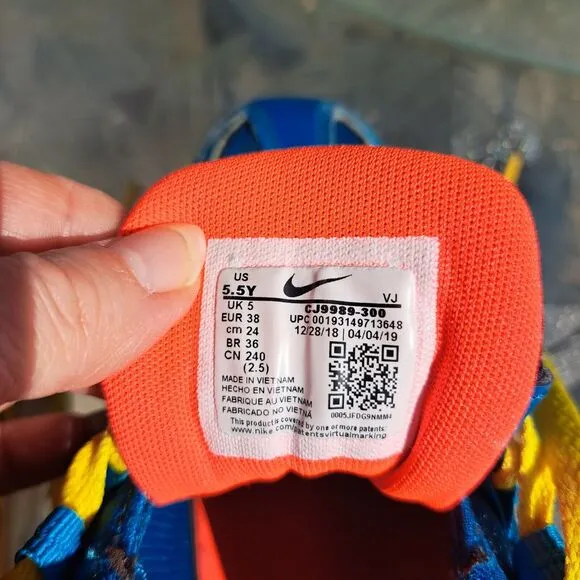 US
5.5Y
VJ
UK 5
CJ9989-300
EUR 38
UPC 00193149713648
cm 24
12/28/18 | 04/04/19
BR 36
CN 240
(2.5)
MADE IN VIETNAM
HECHO EN VIETNAM
FABRIQUE AU VIETNAM
FABRICADO NO VIETNÃ
0005JFDG9NMM4
This product is covered by one or more patents.
www.nike.com/patentsvirtualmarking